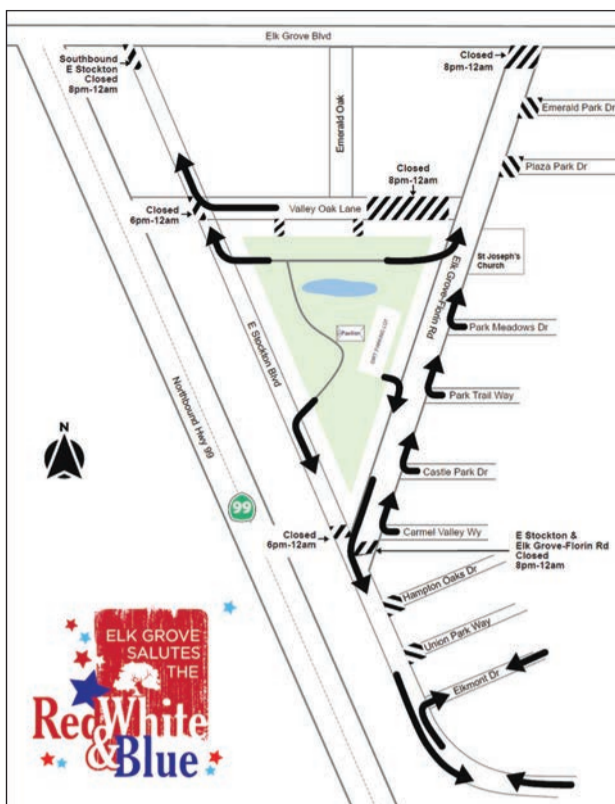 Elk Grove Blvd
Southbound
E Stockton
Closed
8pm-12am
Closed
8pm-12am
Emerald Park Dr
Emerald Oak
Plaza Park Dr
Closed
8pm-12am
Valley Oak Lane
Closed
6pm-12am
St Joseph's
Church
Elk Grove-Florin Rd
Pavilion
GRIT PARKING LOT
Park Meadows Dr
E Stockton Blvd
Northbound Hwy 99
Park Trail Way
N
Castle Park Dr
99
Closed
6pm-12am
Carmel Valley Wy
E Stockton &
Elk Grove-Florin Rd
Closed
8pm-12am
Hampton Oaks Dr
Union Park Way
Elkmont Dr
ELK GROVE
SALUTES
THE
Red White
& Blue